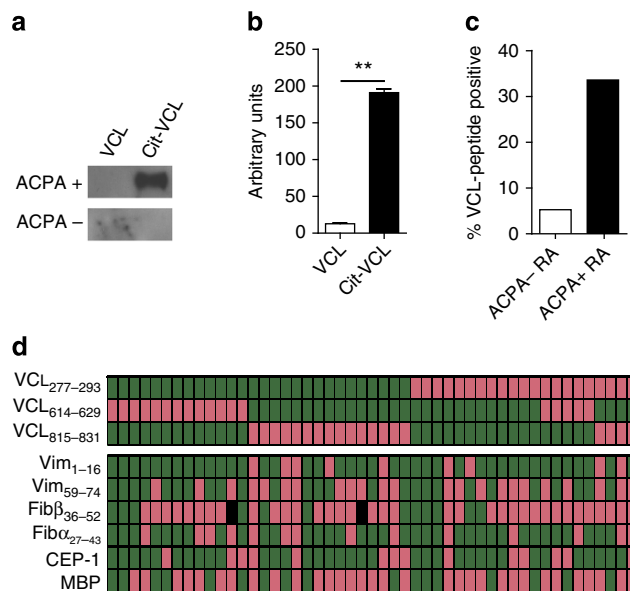 a
VCL
Cit-VCL
ACPA +
ACPA –
b
Arbitrary units
250
200
150
100
50
0
**
VCL
Cit-VCL
c
% VCL-peptide positive
40
30
20
10
0
ACPA– RA
ACPA+ RA
d
VCL277–293
VCL614–629
VCL815–831
Vim1–16
Vim59–74
Fibβ36–52
Fibα27–43
CEP-1
MBP